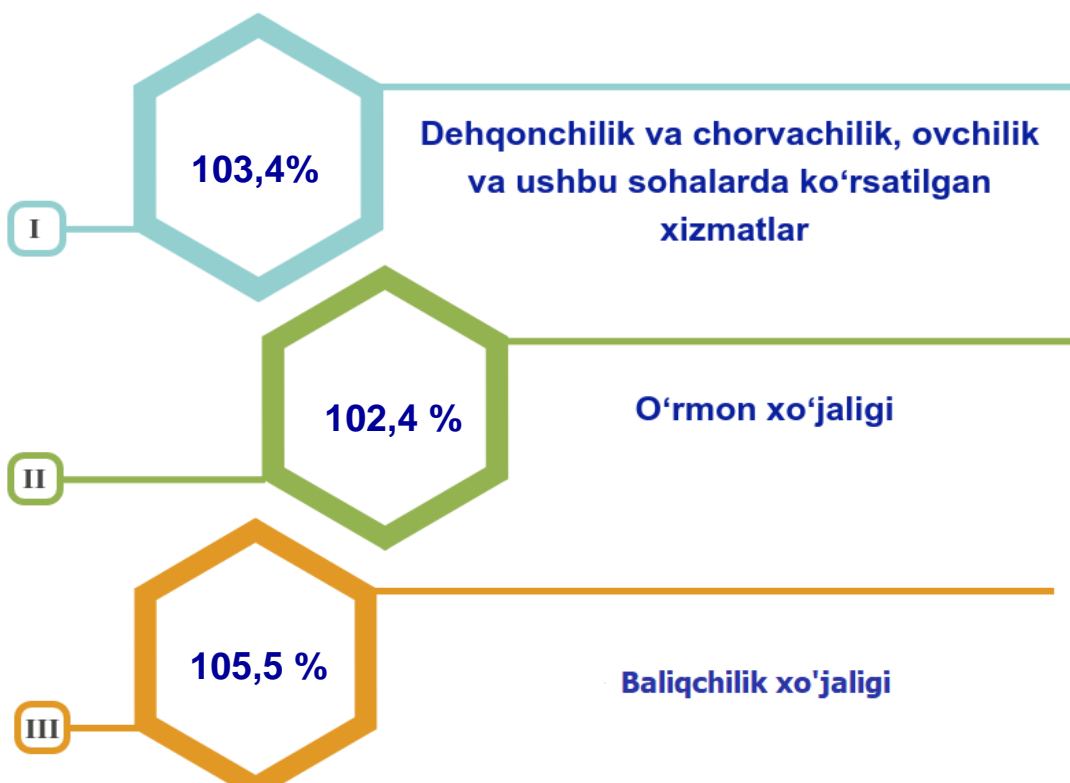 103,4%
Dehqonchilik va chorvachilik, ovchilik
va ushbu sohalarda ko‘rsatilgan
xizmatlar
I
102,4 %
O‘rmon xo‘jaligi
II
105,5 %
Baliqchilik xo'jaligi
III